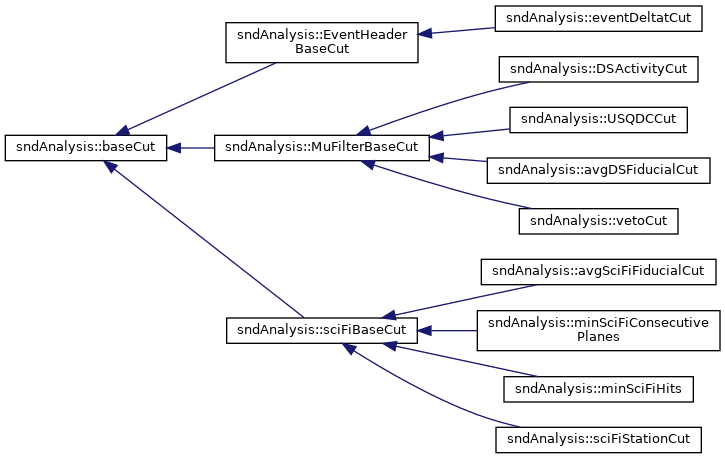 sndAnalysis::eventDeltatCut
sndAnalysis::EventHeader
BaseCut
sndAnalysis::DSActivityCut
sndAnalysis::USQDCCut
sndAnalysis::baseCut
sndAnalysis::MuFilterBaseCut
sndAnalysis::avgDSFiducialCut
sndAnalysis::vetoCut
sndAnalysis::avgSciFiFiducialCut
sndAnalysis::sciFiBaseCut
sndAnalysis::minSciFiConsecutive
Planes
sndAnalysis::minSciFiHits
sndAnalysis::sciFiStationCut